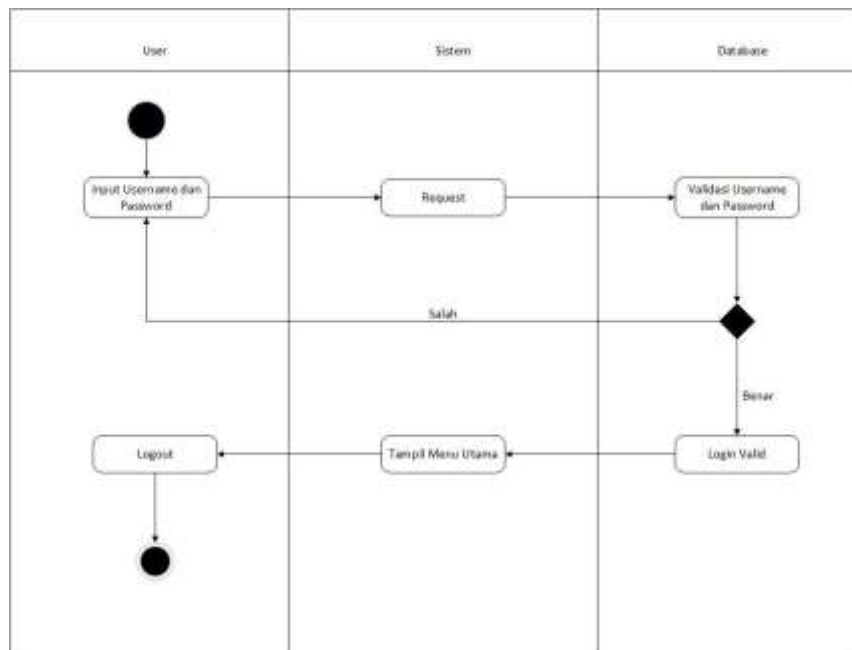 User
Sistem
Database
Input Username dan
Password
Request
Validasi Username
dan Password
Salah
Benar
Logout
Tampil Menu Utama
Login Valid